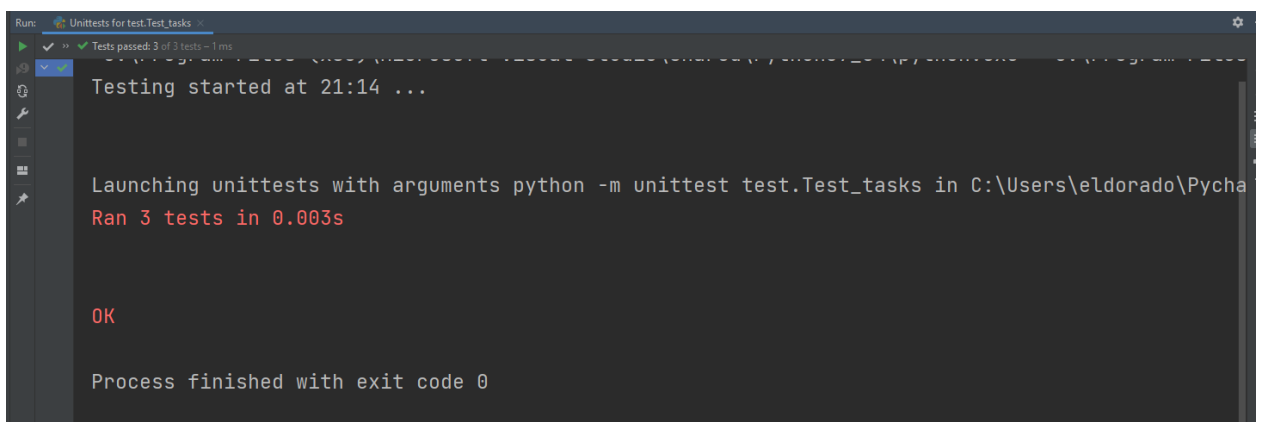 Run: Unittests for test.Test_tasks ×
Tests passed: 3 of 3 tests – 1 ms
Testing started at 21:14 ...
Launching unittests with arguments python -m unittest test.Test_tasks in C:\Users\eldorado\Pycha
Ran 3 tests in 0.003s
OK
Process finished with exit code 0